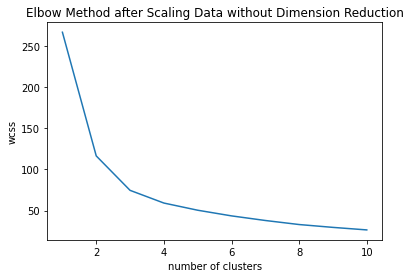 Elbow Method after Scaling Data without Dimension Reduction
250
200
150
100
50
wcss
2 4 6 8 10
number of clusters